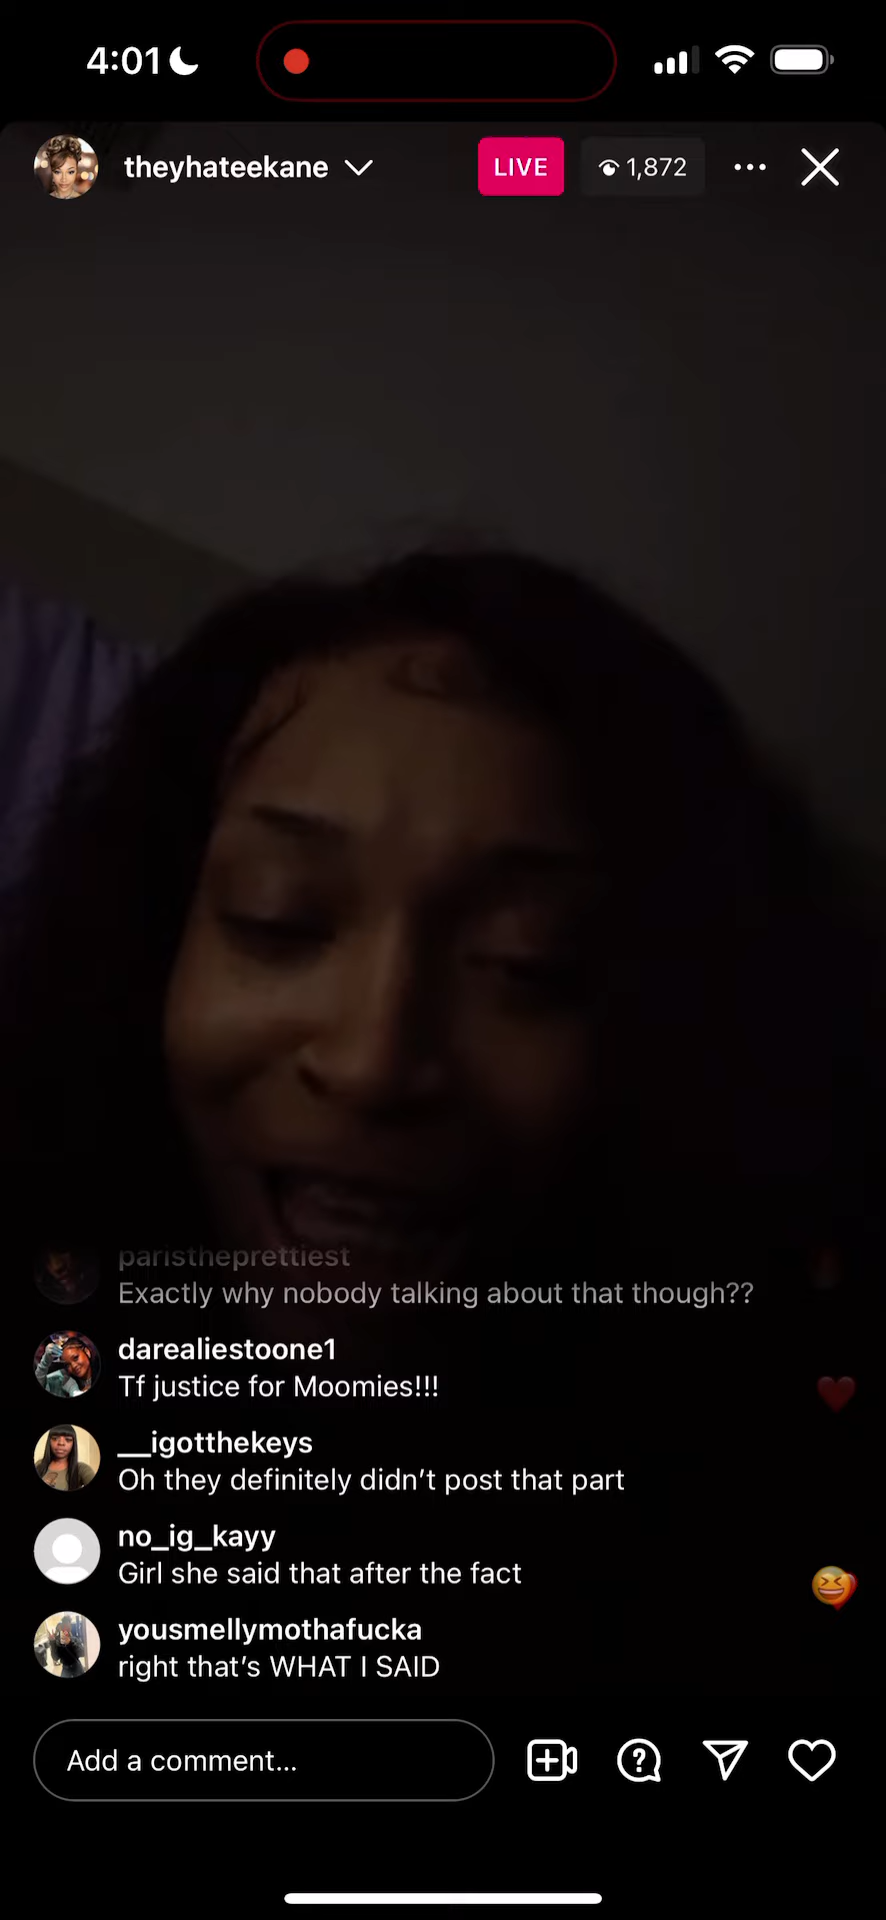 4:01
theyhateekane
LIVE
1,872
paristheprettiest
Exactly why nobody talking about that though??
darealiestoone1
Tf justice for Moomies!!!
__igotthekeys
Oh they definitely didn’t post that part
no_ig_kayy
Girl she said that after the fact
yousmellymothafucka
right that’s WHAT I SAID
Add a comment...